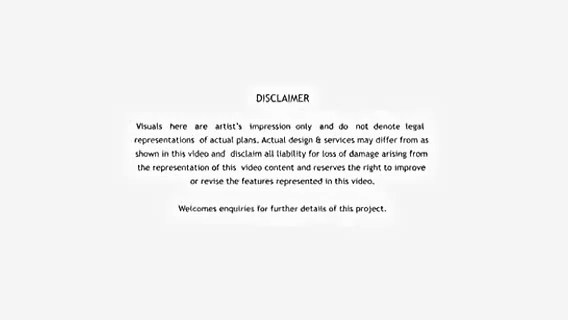 DISCLAIMER
Visuals here are artist's impression only and do not denote legal
representations of actual plans. Actual design & services may differ from as
shown in this video and disclaim all liability for loss of damage arising from
the representation of this video content and reserves the right to improve
or revise the features represented in this video.
Welcomes enquiries for further details of this project.